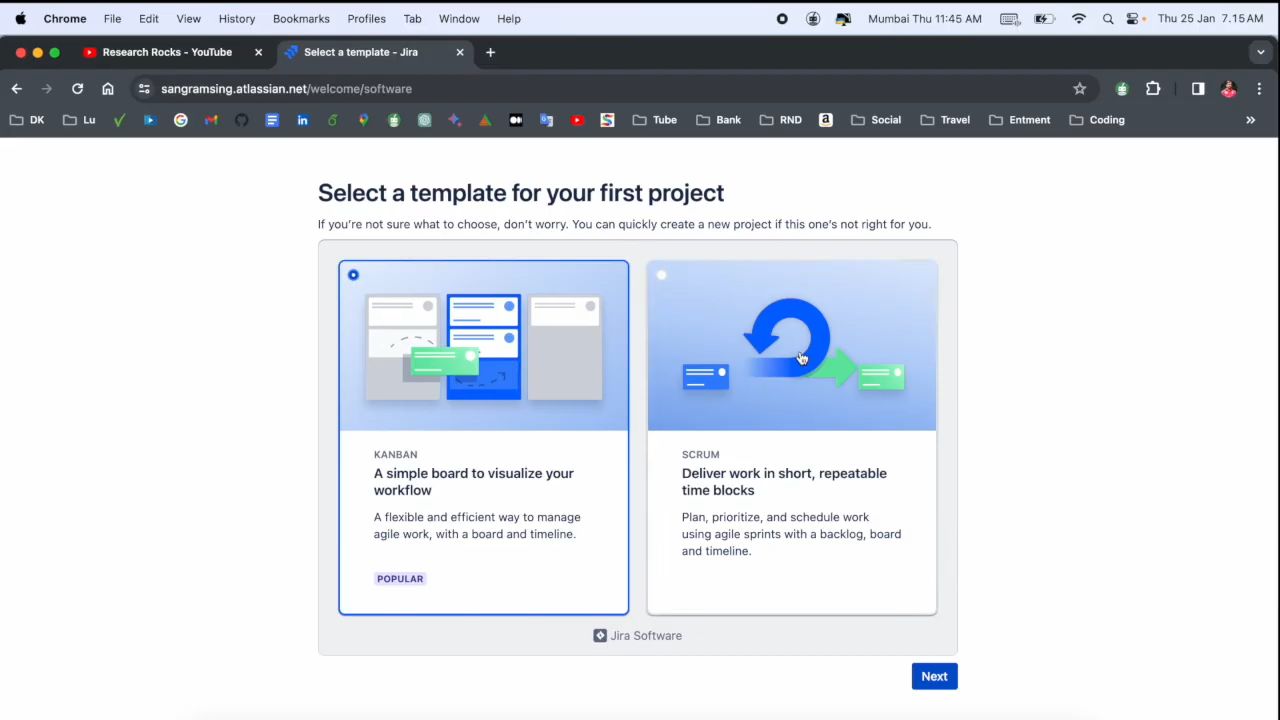 Chrome File Edit View History Bookmarks Profiles Tab Window Help Mumbai Thu 11:45 AM Thu 25 Jan 7.15 AM
Research Rocks - YouTube Select a template - Jira
sangramsing.atlassian.net/welcome/software
DK Lu Tube Bank RND Social Travel Entment Coding
Select a template for your first project
If you're not sure what to choose, don't worry. You can quickly create a new project if this one's not right for you.
KANBAN
A simple board to visualize your
workflow
A flexible and efficient way to manage
agile work, with a board and timeline.
POPULAR
SCRUM
Deliver work in short, repeatable
time blocks
Plan, prioritize, and schedule work
using agile sprints with a backlog, board
and timeline.
Jira Software
Next